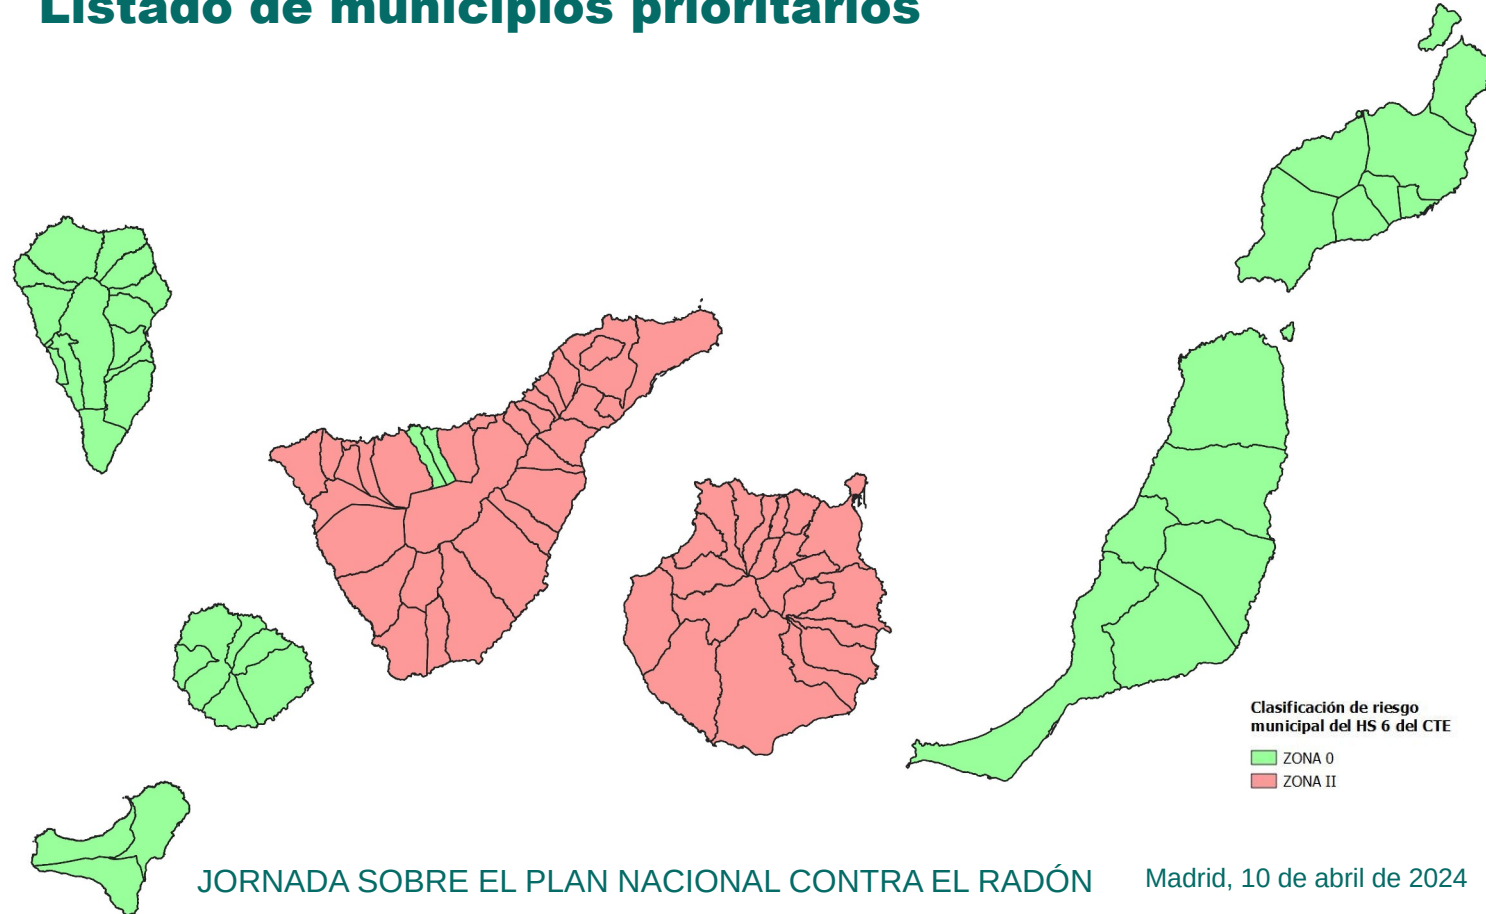 Listado de municipios prioritarios
Clasificación de riesgo
municipal del HS 6 del CTE
ZONA 0
ZONA II
JORNADA SOBRE EL PLAN NACIONAL CONTRA EL RADÓN
Madrid, 10 de abril de 2024